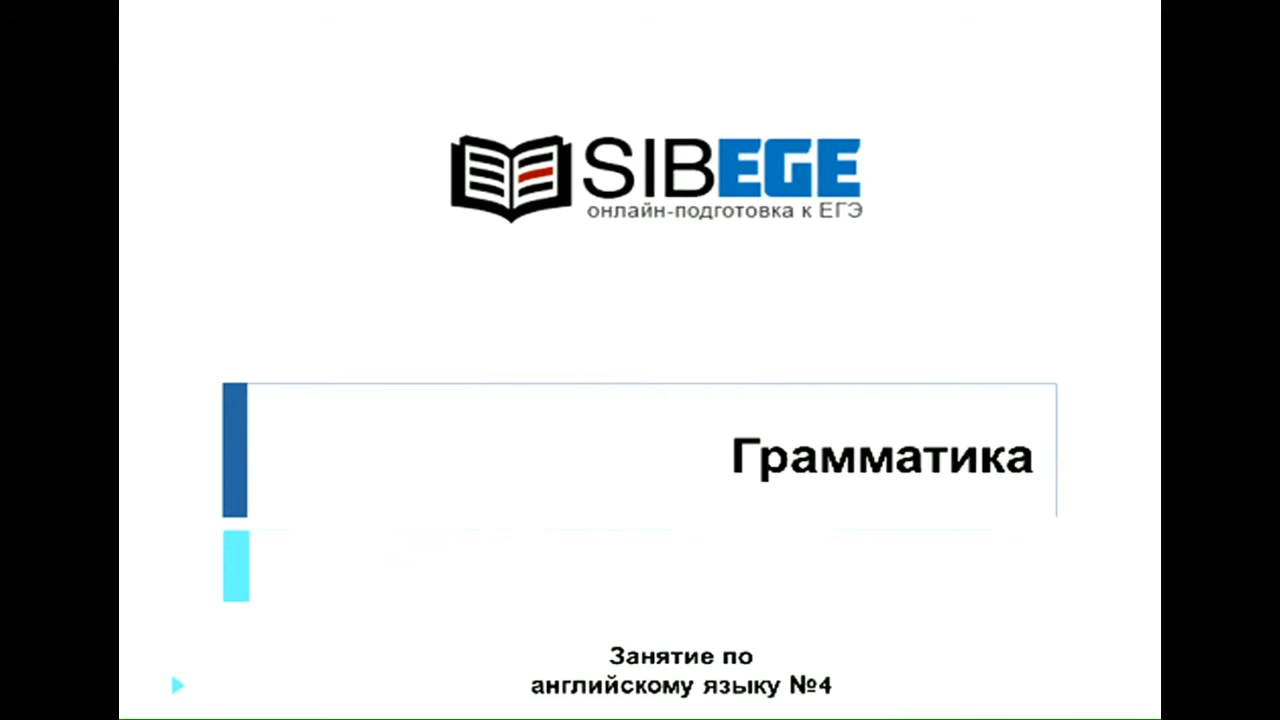 SIBEGE
онлайн-подготовка к ЕГЭ
Грамматика
Занятие по
английскому языку №4